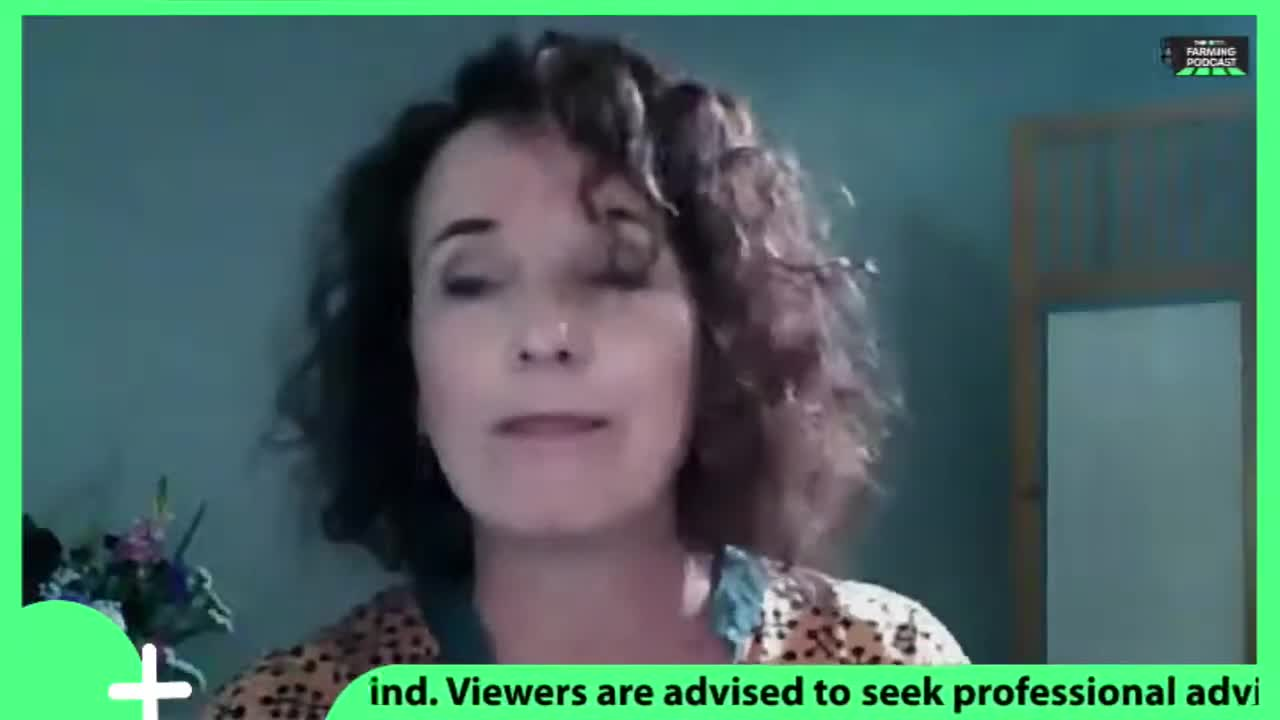 FARMING
PODCAST
ind. Viewers are advised to seek professional advi